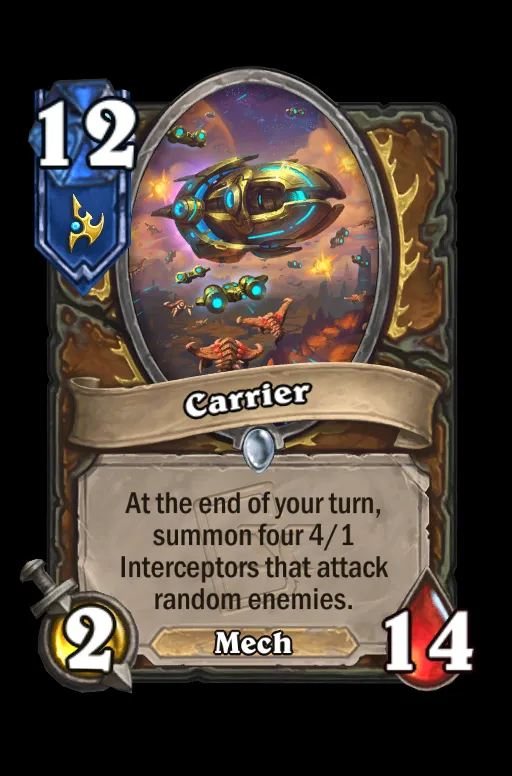 12
Carrier
At the end of your turn,
summon four 4/1
Interceptors that attack
random enemies.
2
Mech
14